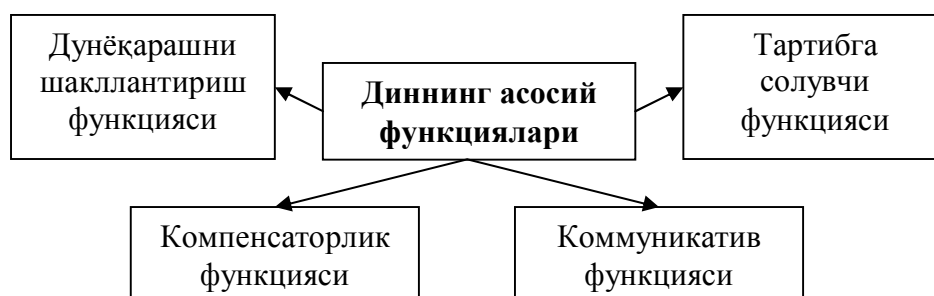 Дунёқарашни
шакллантириш
функцияси
Диннинг асосий
функциялари
Тартибга
солувчи
функцияси
Компенсаторлик
функцияси
Коммуникатив
функцияси